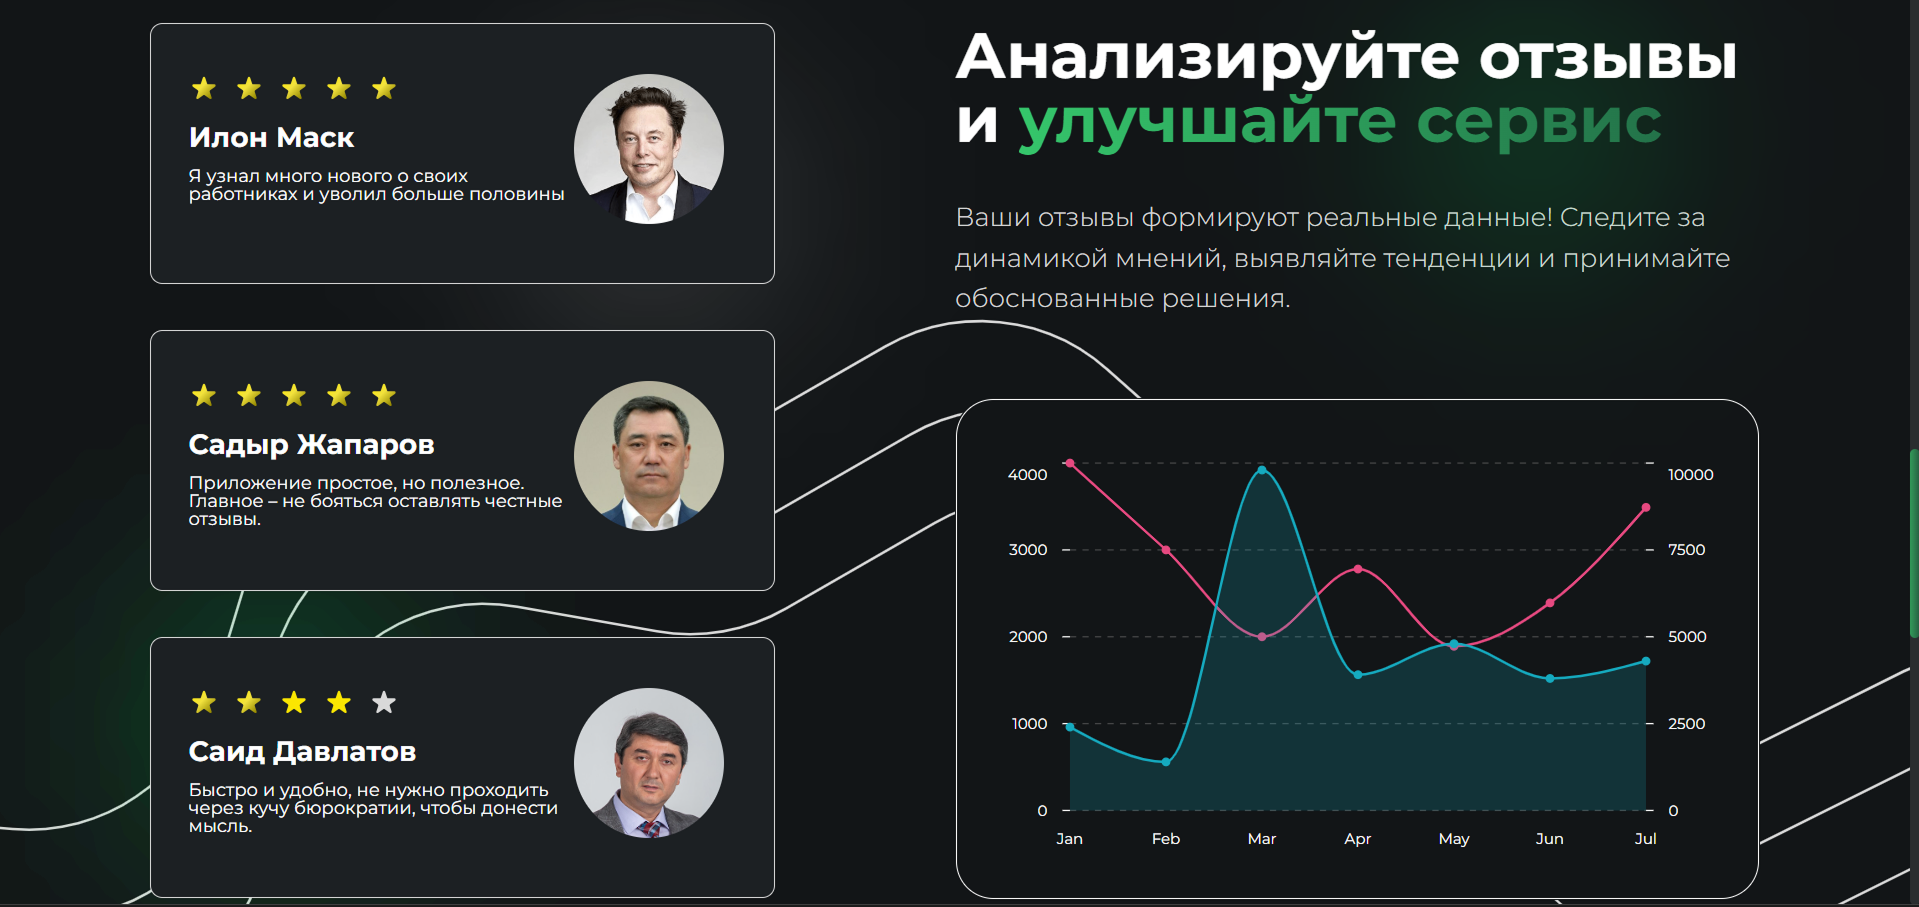 Илон Маск
Я узнал много нового о своих
работниках и уволил больше половины
Садыр Жапаров
Приложение простое, но полезное.
Главное – не бояться оставлять честные
отзывы.
Саид Давлатов
Быстро и удобно, не нужно проходить
через кучу бюрократии, чтобы донести
мысль.
Анализируйте отзывы
и улучшайте сервис
Ваши отзывы формируют реальные данные! Следите за
динамикой мнений, выявляйте тенденции и принимайте
обоснованные решения.
4000 10000
3000 7500
2000 5000
1000 2500
0 0
Jan Feb Mar Apr May Jun Jul